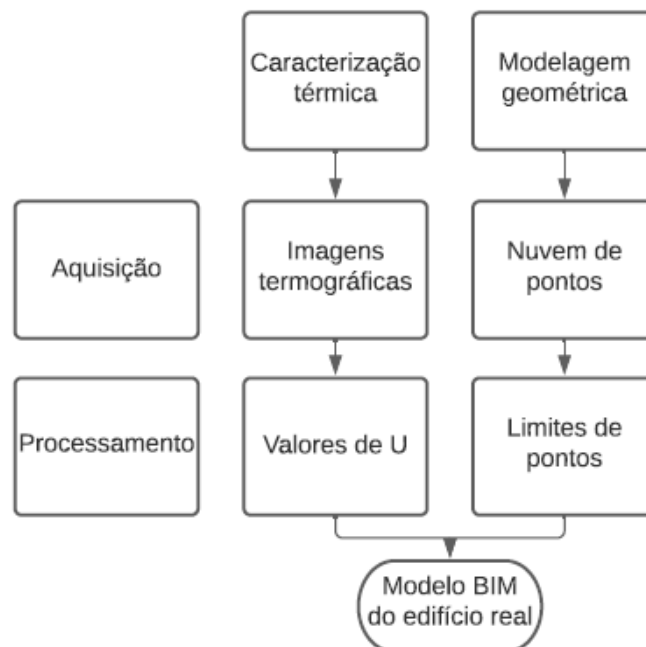 Caracterização
térmica
Modelagem
geométrica
Aquisição
Imagens
termográficas
Nuvem de
pontos
Processamento
Valores de U
Limites de
pontos
Modelo BIM
do edifício real